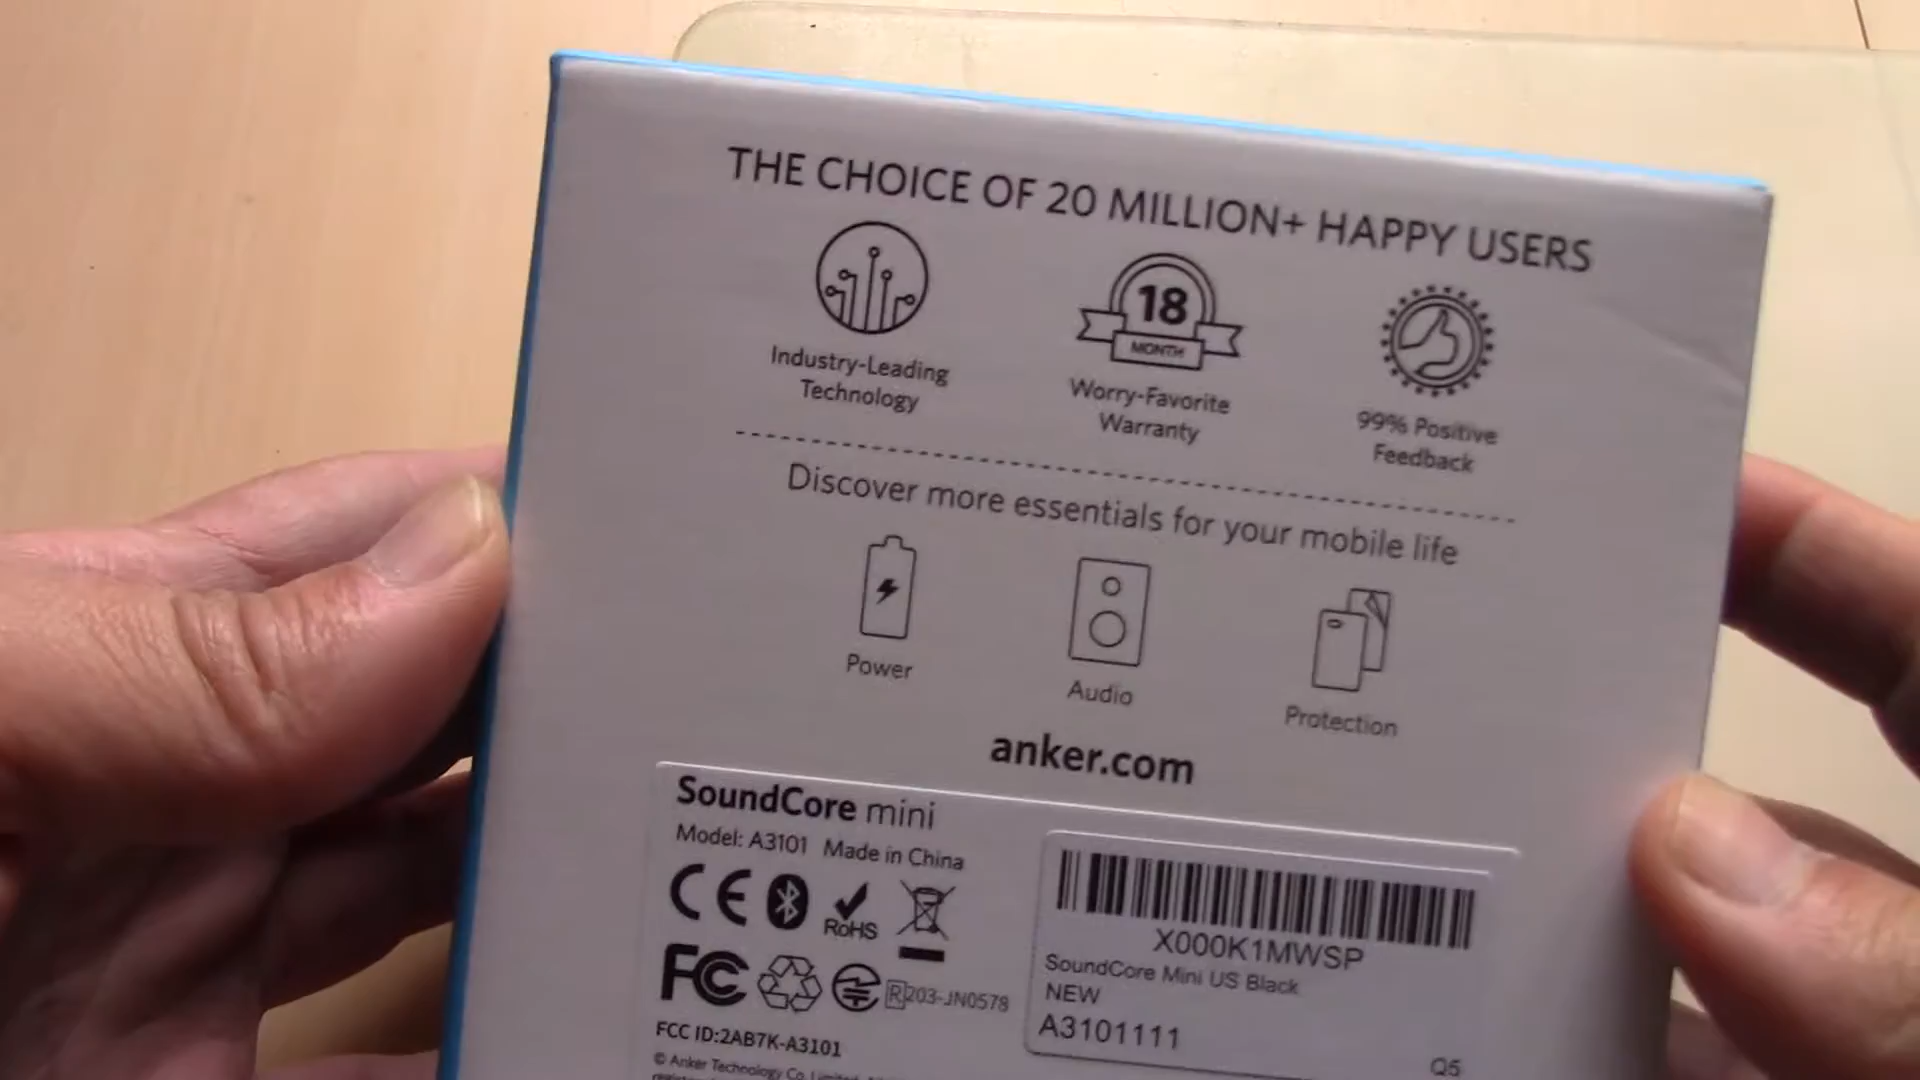 THE CHOICE OF 20 MILLION+ HAPPY USERS
18
MONTH
Industry-Leading
Technology
Worry-Favorite
Warranty
99% Positive
Feedback
Discover more essentials for your mobile life
Power
Audio
Protection
anker.com
SoundCore mini
Model: A3101 Made in China
CE
RoHS
FC
R 203-JN0578
FCC ID:2AB7K-A3101
© Anker Technology Co. Limited.
X000K1MWSP
SoundCore Mini US Black
NEW
A3101111
Q5